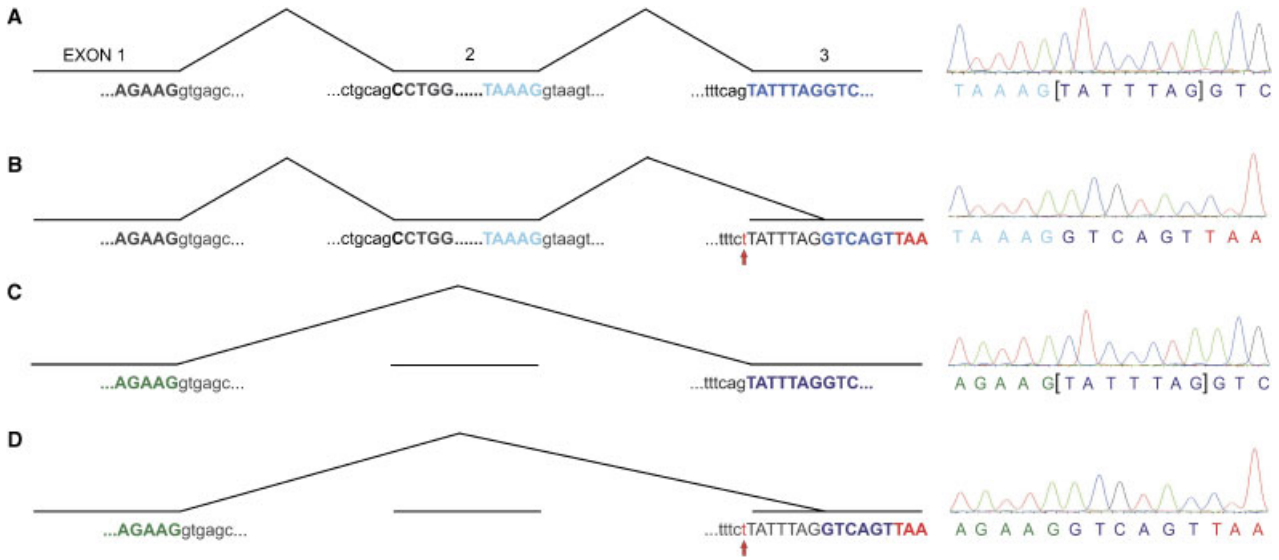 A
EXON 1 2 3
...AGAAGgtgagc... ...ctgcagCCTGG......TAAAGgtaagt... ...tttcagTATTTAGGTC...
T A A A G [T A T T T A G] G T C
B
...AGAAGgtgagc... ...ctgcagCCTGG......TAAAGgtaagt... ...tttctTATTTAGGTCAGTTAA
T A A A G G T C A G T T A A
C
...AGAAGgtgagc... ...tttcagTATTTAGGTC...
A G A A G [T A T T T A G] G T C
D
...AGAAGgtgagc... ...tttctTATTTAGGTCAGTTAA
A G A A G G T C A G T T A A